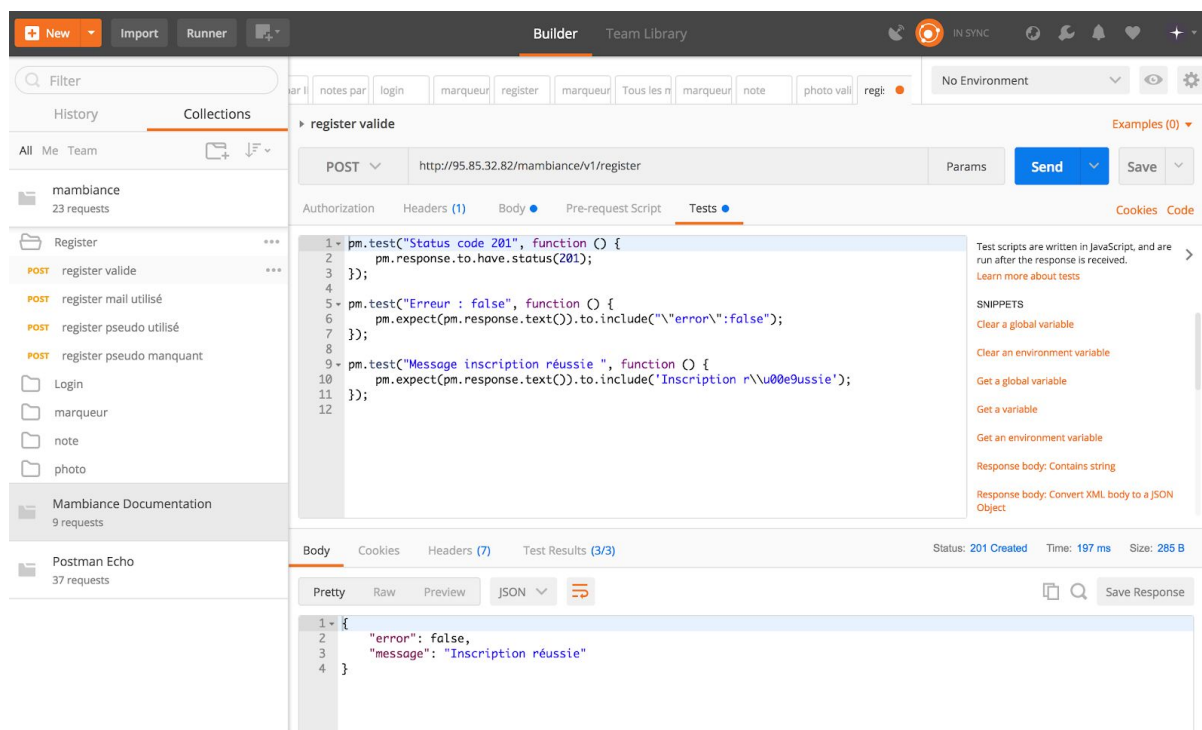 New Import Runner Builder Team Library IN SYNC
Filter
History Collections
All Me Team
mambiance
23 requests
Register
POST register valide
POST register mail utilisé
POST register pseudo utilisé
POST register pseudo manquant
Login
marqueur
note
photo
Mambiance Documentation
9 requests
Postman Echo
37 requests
notes par login marqueur register marqueur Tous les marqueur note photo vali regi
No Environment
register valide Examples (0)
POST http://95.85.32.82/mambiance/v1/register Params Send Save
Authorization Headers (1) Body Pre-request Script Tests Cookies Code
1 pm.test("Status code 201", function () {
2 pm.response.to.have.status(201);
3 });
4
5 pm.test("Erreur : false", function () {
6 pm.expect(pm.response.text()).to.include("\"error\":false");
7 });
8
9 pm.test("Message inscription réussie ", function () {
10 pm.expect(pm.response.text()).to.include('Inscription r\\u00e9ussie');
11 });
12
Test scripts are written in JavaScript, and are
run after the response is received.
Learn more about tests
SNIPPETS
Clear a global variable
Clear an environment variable
Get a global variable
Get a variable
Get an environment variable
Response body: Contains string
Response body: Convert XML body to a JSON
Object
Body Cookies Headers (7) Test Results (3/3) Status: 201 Created Time: 197 ms Size: 285 B
Pretty Raw Preview JSON Save Response
1 {
2 "error": false,
3 "message": "Inscription réussie"
4 }